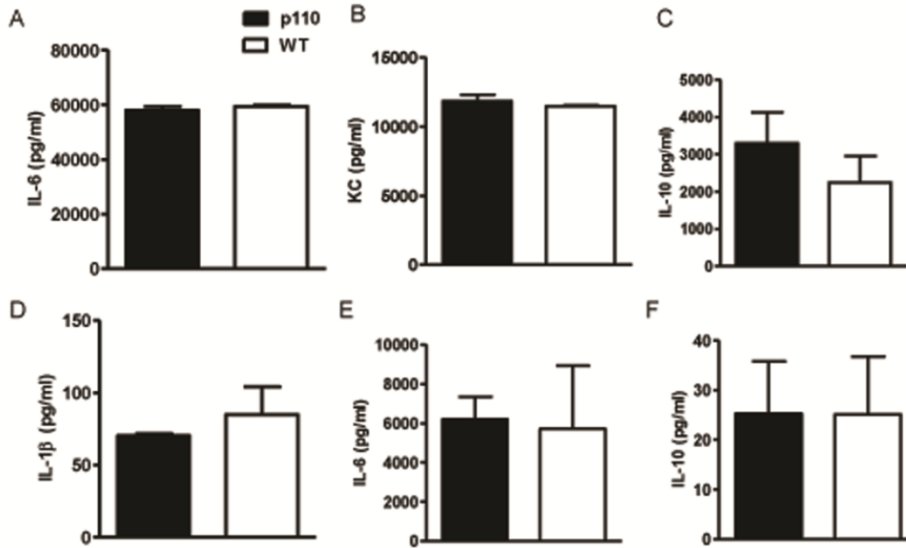 A
p110
WT
IL-6 (pg/ml)
80000
60000
40000
20000
0
B
KC (pg/ml)
15000
10000
5000
0
C
IL-10 (pg/ml)
5000
4000
3000
2000
1000
0
D
IL-1β (pg/ml)
150
100
50
0
E
IL-6 (pg/ml)
10000
8000
6000
4000
2000
0
F
IL-10 (pg/ml)
40
30
20
10
0